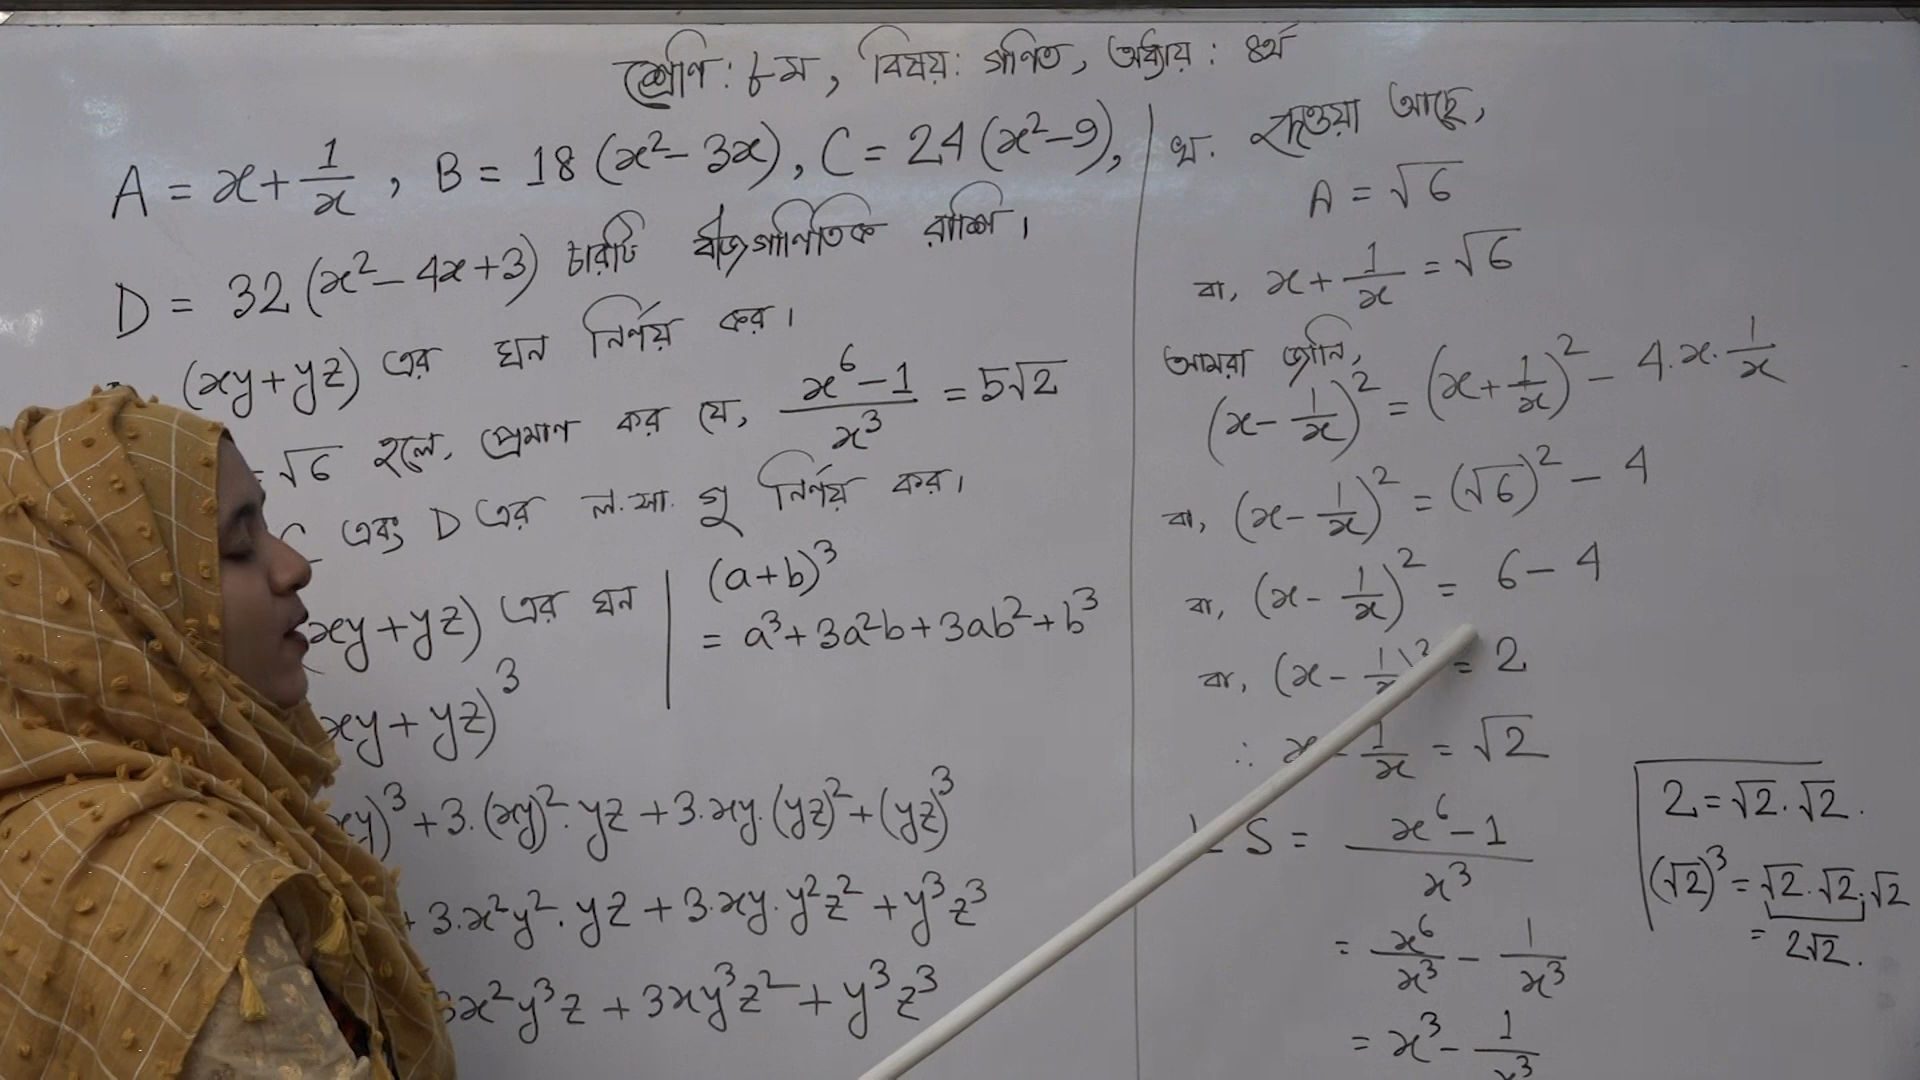 শ্রেণি: ৮ম, বিষয়: গণিত, অধ্যায়: ৪র্থ
A = x + 1/x, B = 18 (x² - 3x), C = 24 (x² - 9),
D = 32 (x² - 4x + 3) চারটি বীজগাণিতিক রাশি।
(xy + yz) এর ঘন নির্ণয় কর।
= √6 হলে, প্রমাণ কর যে, (x⁶ - 1)/x³ = 5√2
C এবং D এর ল.সা.গু নির্ণয় কর।
(xy + yz) এর ঘন
xy + yz)³
xy)³ + 3.(xy)². yz + 3.xy.(yz)² + (yz)³
+ 3.x²y². yz + 3.xy.y²z² + y³z³
3x²y³z + 3xy³z² + y³z³
(a+b)³
= a³ + 3a²b + 3ab² + b³
খ. দেওয়া আছে,
A = √6
বা, x + 1/x = √6
আমরা জানি,
(x - 1/x)² = (x + 1/x)² - 4.x.1/x
বা, (x - 1/x)² = (√6)² - 4
বা, (x - 1/x)² = 6 - 4
বা, (x - 1/x)² = 2
∴ x - 1/x = √2
L S = (x⁶ - 1)/x³
= x⁶/x³ - 1/x³
= x³ - 1/x³
2 = √2.√2.
(√2)³ = √2.√2.√2
= 2√2.